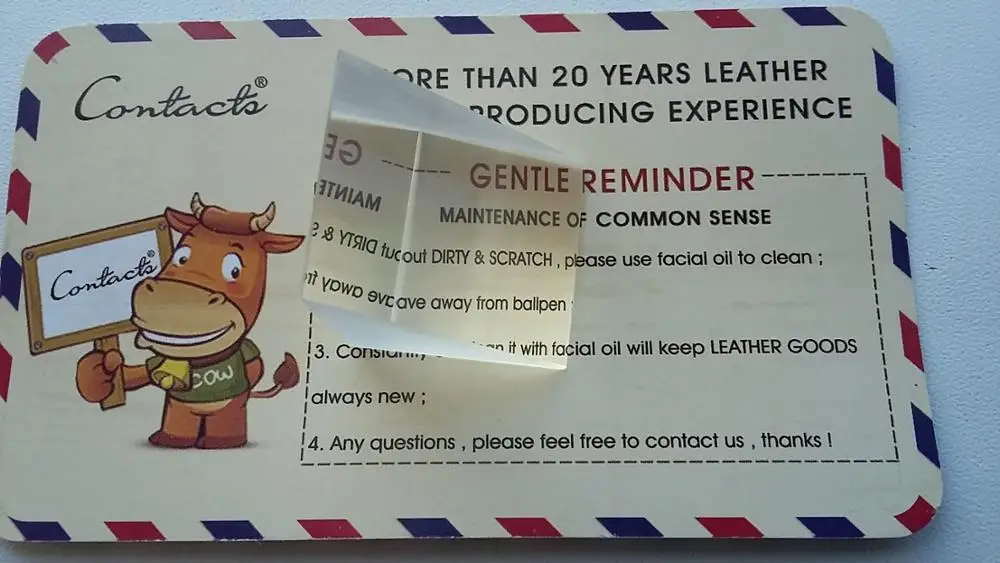 Contacts®
ORE THAN 20 YEARS LEATHER
PRODUCING EXPERIENCE
GENTLE REMINDER
MAINTENANCE OF COMMON SENSE
out DIRTY & SCRATCH , please use facial oil to clean ;
ave away from ballpen
Contacts®
COW
3. Constantly it with facial oil will keep LEATHER GOODS
always new ;
4. Any questions , please feel free to contact us , thanks !